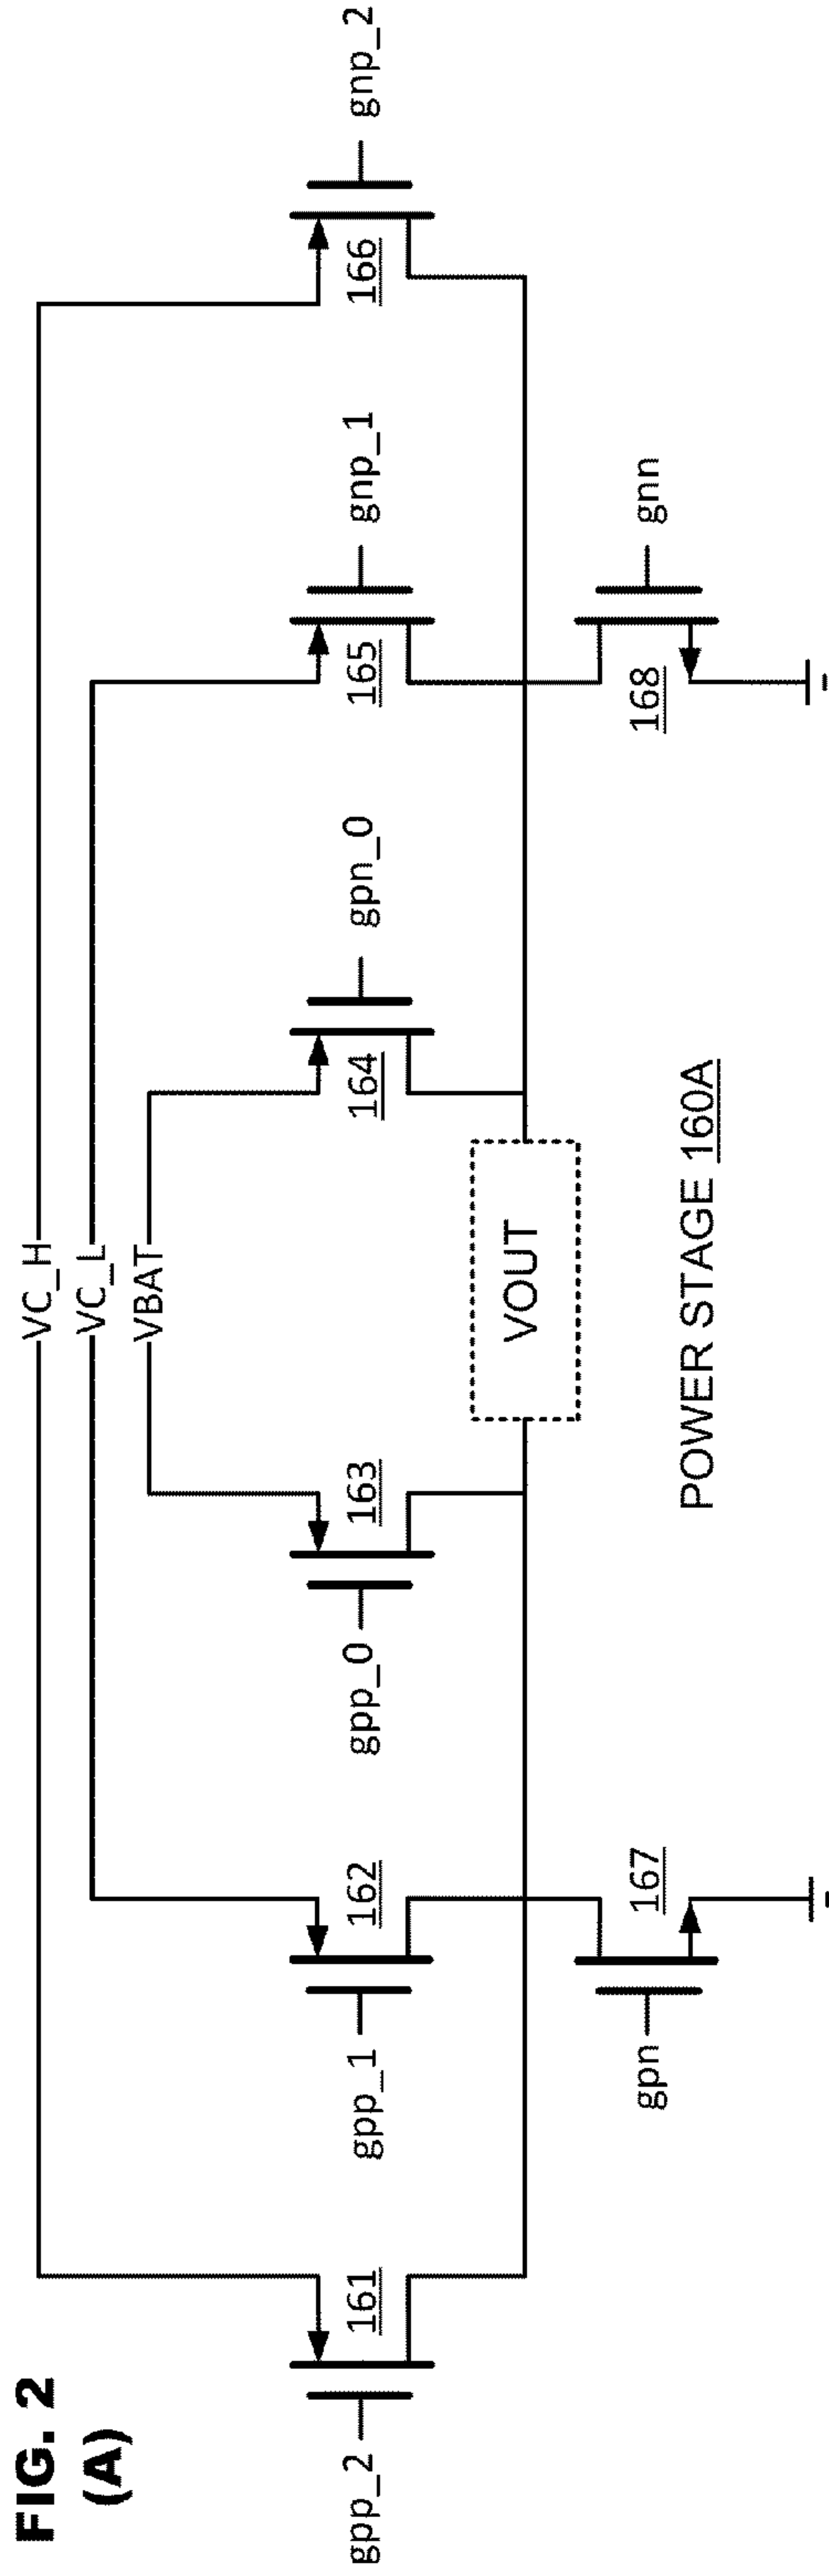 FIG. 2
(A)
VC_H
VC_L
VBAT
gpp_2
161
gpp_1
162
gpp_0
163
164
gpn_0
165
gnp_1
166
gnp_2
VOUT
gpn
167
168
gnn
POWER STAGE 160A